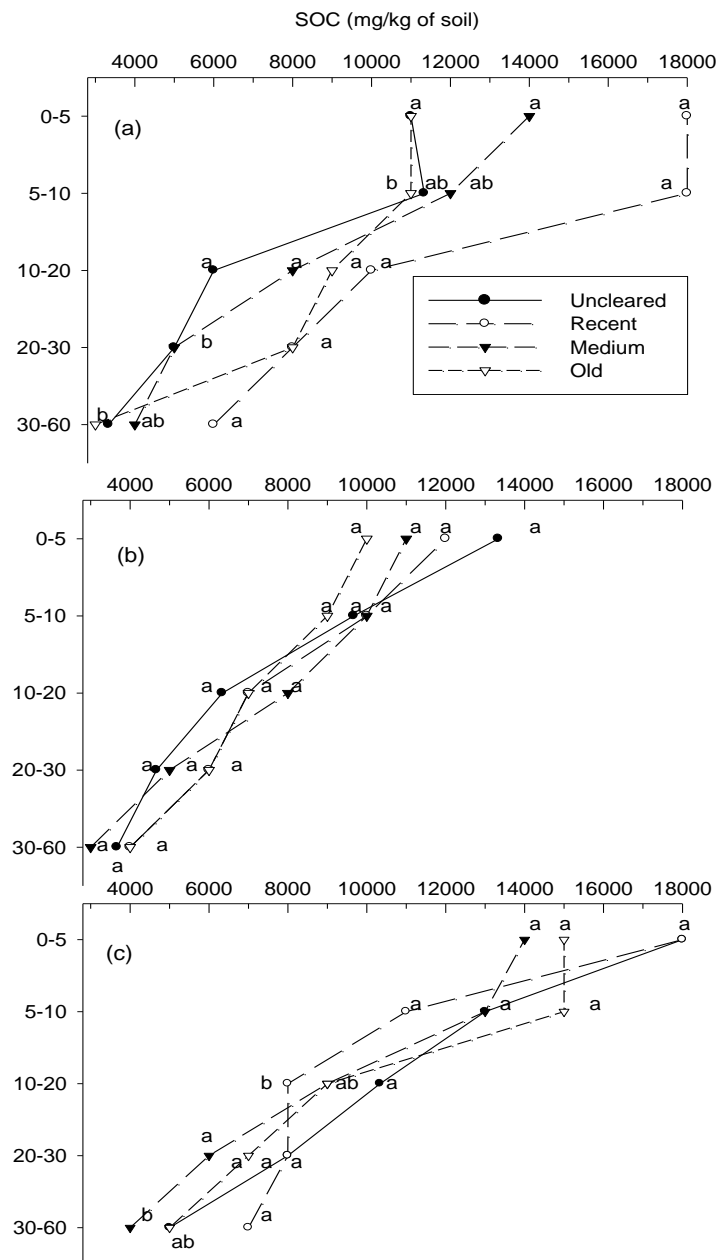 SOC (mg/kg of soil)
4000 6000 8000 10000 12000 14000 16000 18000
0-5 a a a
(a)
5-10 b ab ab a
10-20 a a a a
Uncleared
Recent
Medium
Old
20-30 b a
30-60 b ab a
4000 6000 8000 10000 12000 14000 16000 18000
0-5 a a a a
(b)
5-10 a a a
10-20 a a a
20-30 a a a
30-60 a a
a
4000 6000 8000 10000 12000 14000 16000 18000
a a a
0-5
(c)
5-10 a a a
10-20 b ab a
a
20-30 a a a
30-60 b a
ab